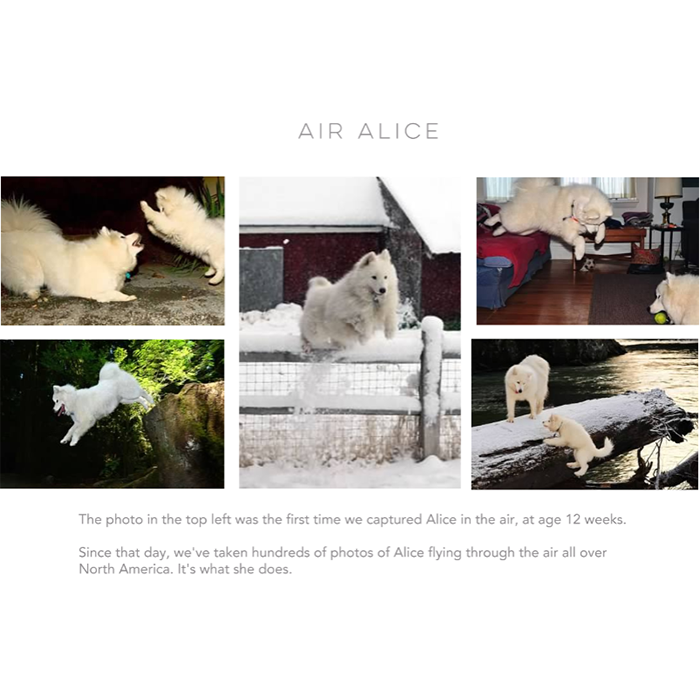 AIR ALICE
The photo in the top left was the first time we captured Alice in the air, at age 12 weeks.
Since that day, we've taken hundreds of photos of Alice flying through the air all over
North America. It's what she does.